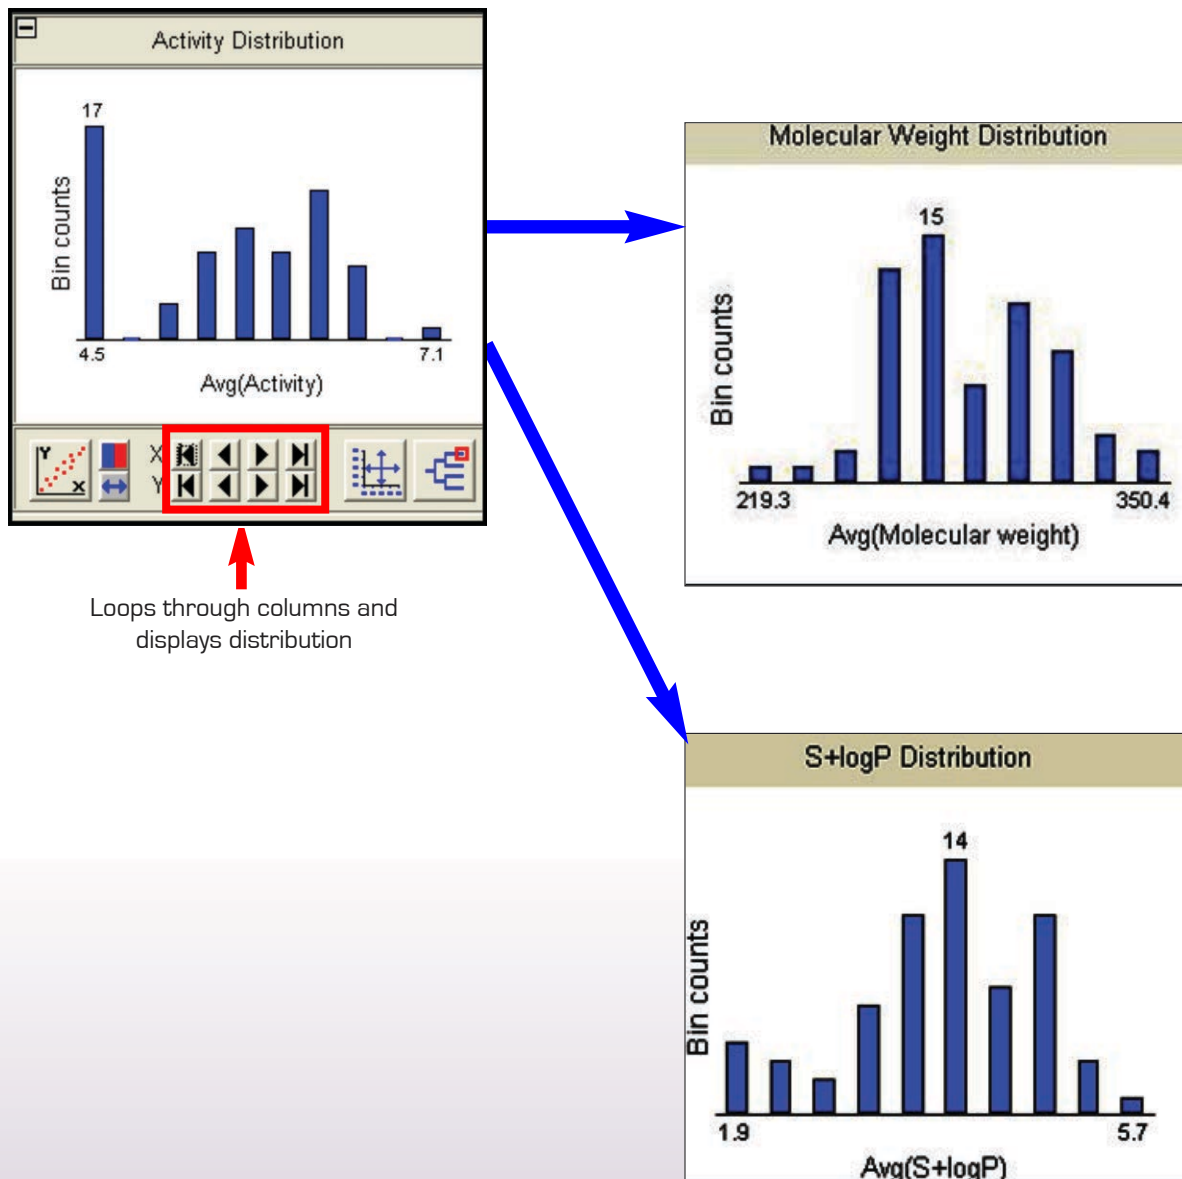 Activity Distribution
17
Bin counts
4.5 7.1
Avg(Activity)
Y
X
X
Y
Loops through columns and
displays distribution
Molecular Weight Distribution
15
Bin counts
219.3 350.4
Avg(Molecular weight)
S+logP Distribution
14
Bin counts
1.9 5.7
Avg(S+logP)